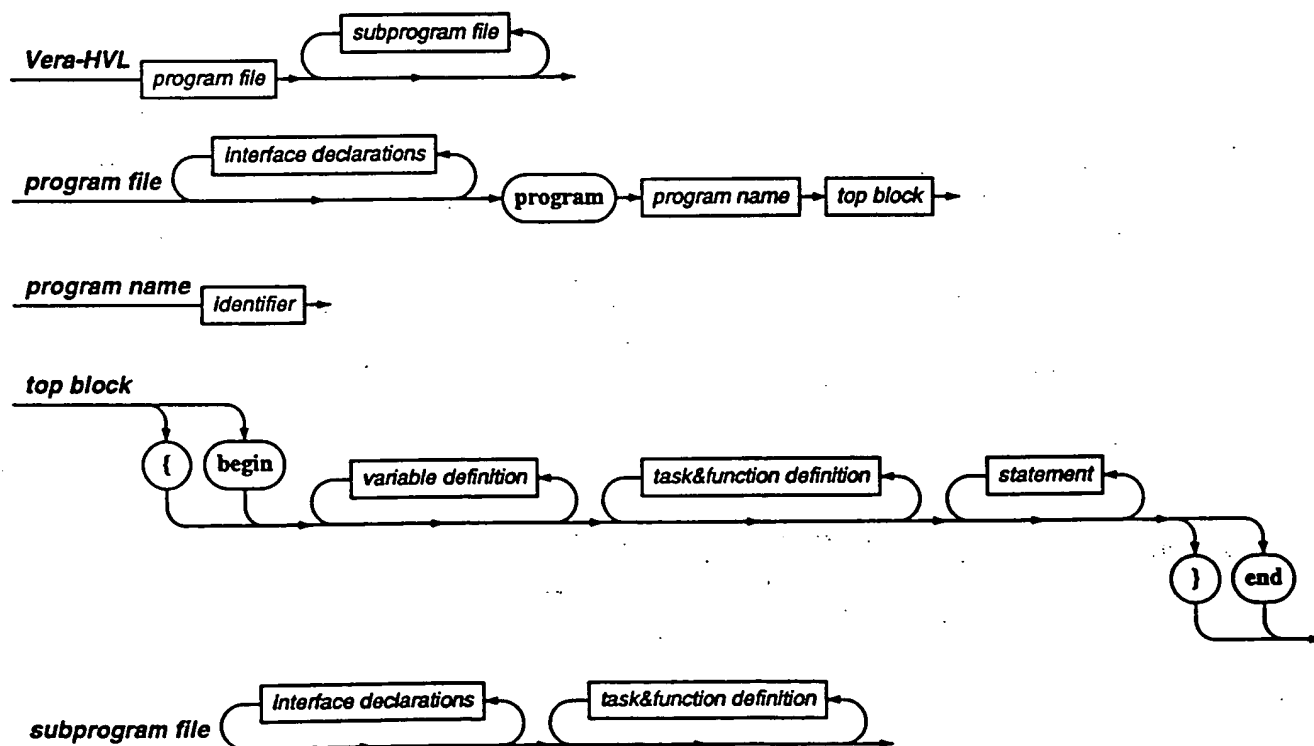 subprogram file
Vera-HVL
program file
interface declarations
program file
program program name top block
program name
identifier
top block
{ begin
variable definition task&function definition statement
} end
interface declarations task&function definition
subprogram file